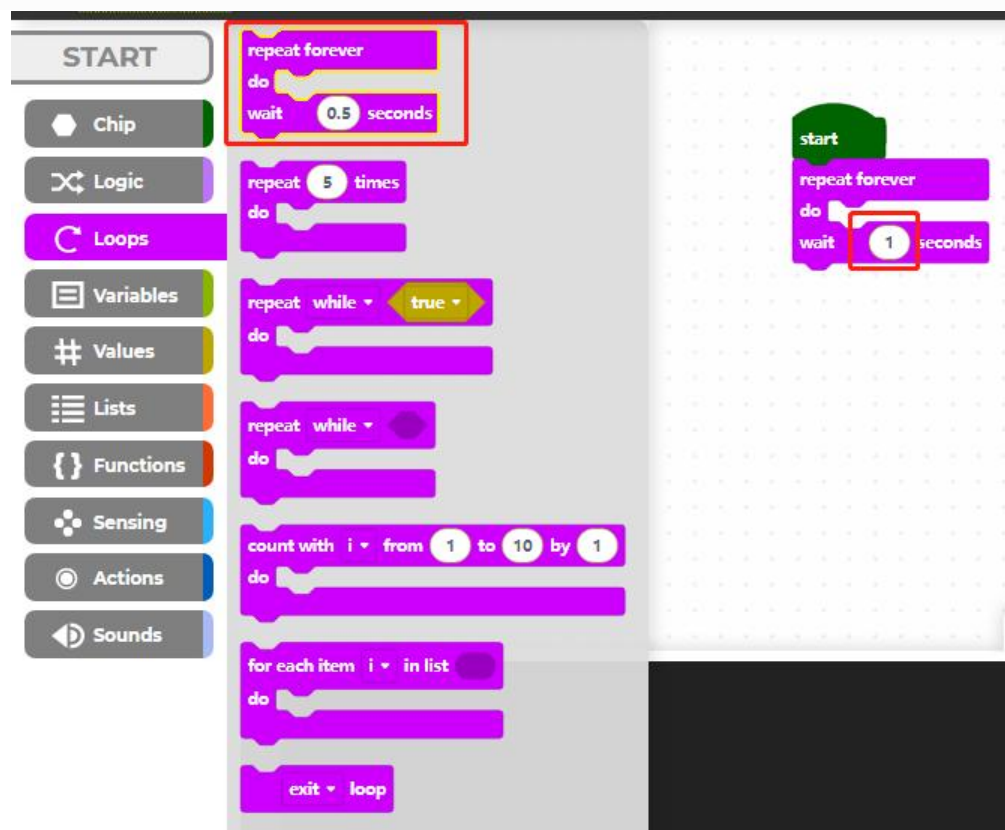 START
Chip
Logic
Loops
Variables
Values
Lists
Functions
Sensing
Actions
Sounds
repeat forever
do
wait 0.5 seconds
repeat 5 times
do
repeat while true
do
repeat while
do
count with i from 1 to 10 by 1
do
for each item i in list
do
exit loop
start
repeat forever
do
wait 1 seconds